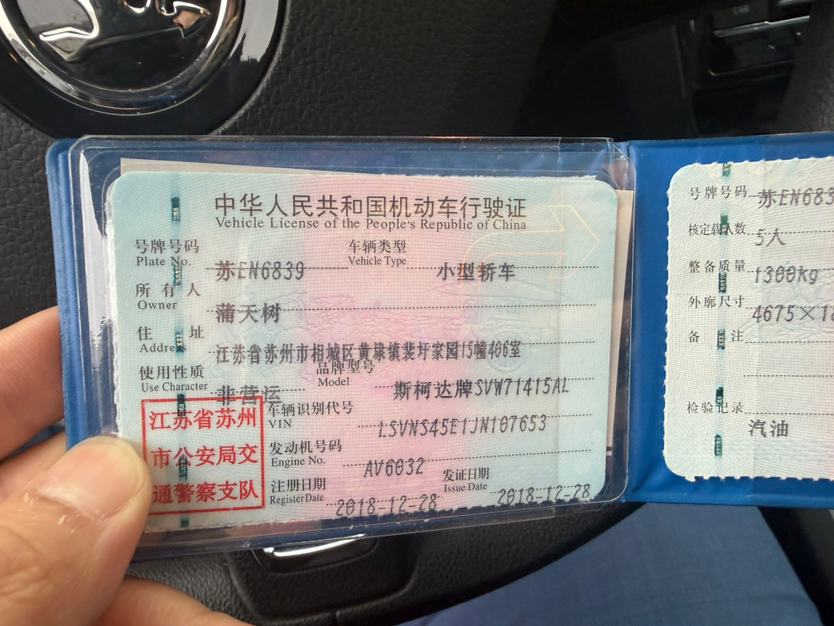 中华人民共和国机动车行驶证
Vehicle License of the People's Republic of China
号牌号码 苏EN6839 车辆类型 小型轿车
Plate No. Vehicle Type
所有人 蒲天树
Owner
住址 江苏省苏州市相城区黄埭镇裴圩家园15幢406室
Address
使用性质 非营运 品牌型号 斯柯达牌SVW71415AL
Use Character Model
江苏省苏州
市公安局交
通警察支队
车辆识别代号 LSVNS45E1JN107653
VIN
发动机号码 AV6032
Engine No.
注册日期 2018-12-28 发证日期 2018-12-28
Register Date Issue Date
号牌号码 苏EN683
核定载人数 5人
整备质量 1300kg
外廓尺寸 4675×18
备注
检验记录
汽油